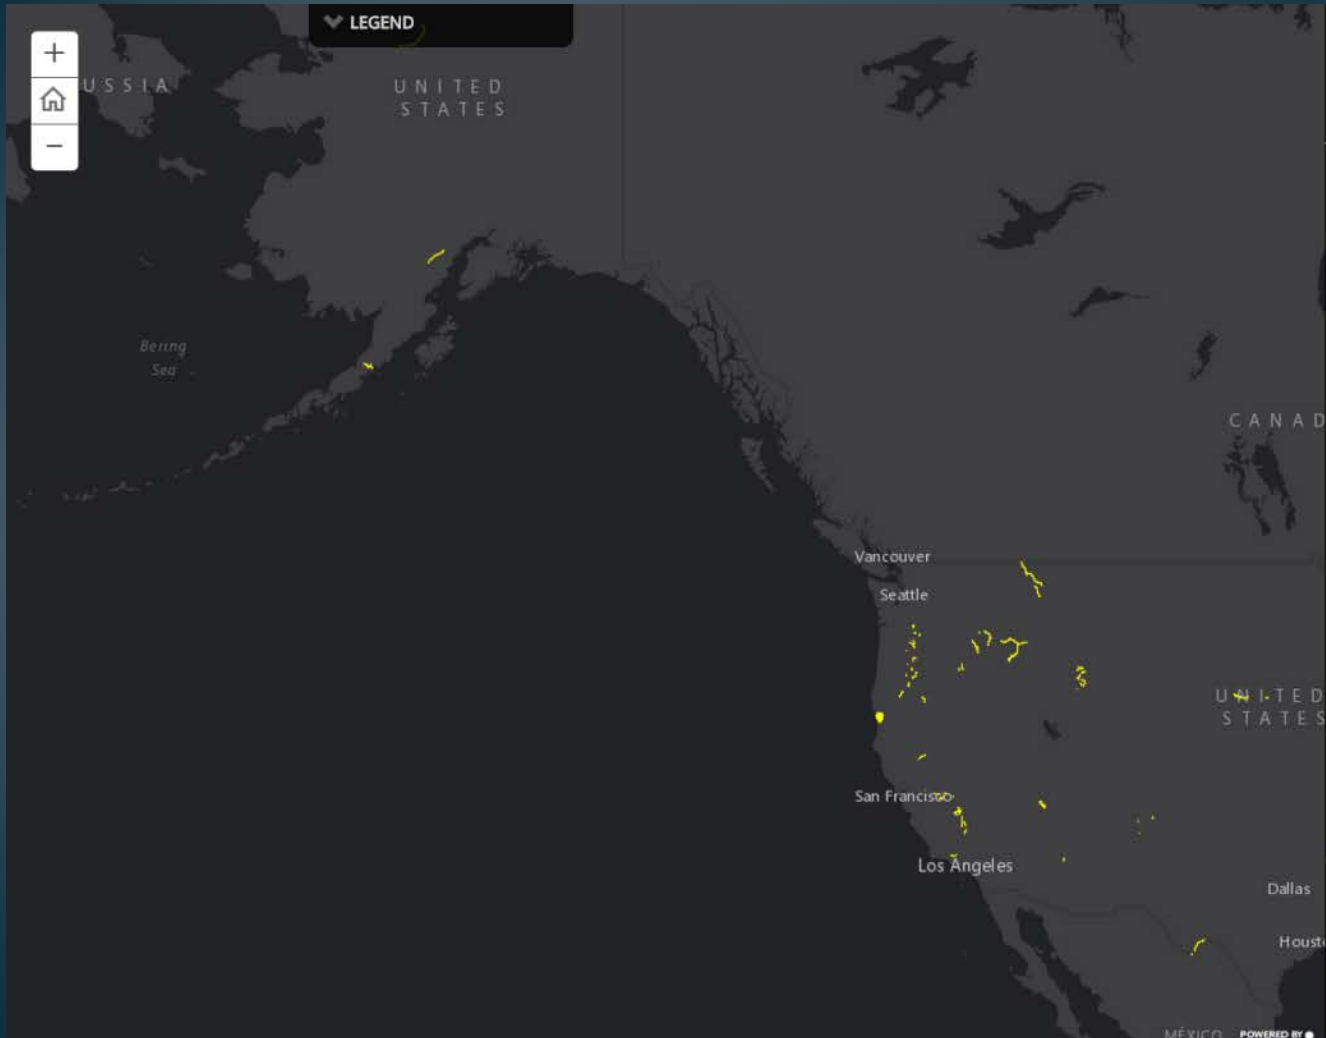 LEGEND
+
USSIA
UNITED
STATES
−
Bering
Sea
CANAD
Vancouver
Seattle
UNITED
STATES
San Francisco
Los Angeles
Dallas
Houst
MÉXICO
POWERED BY